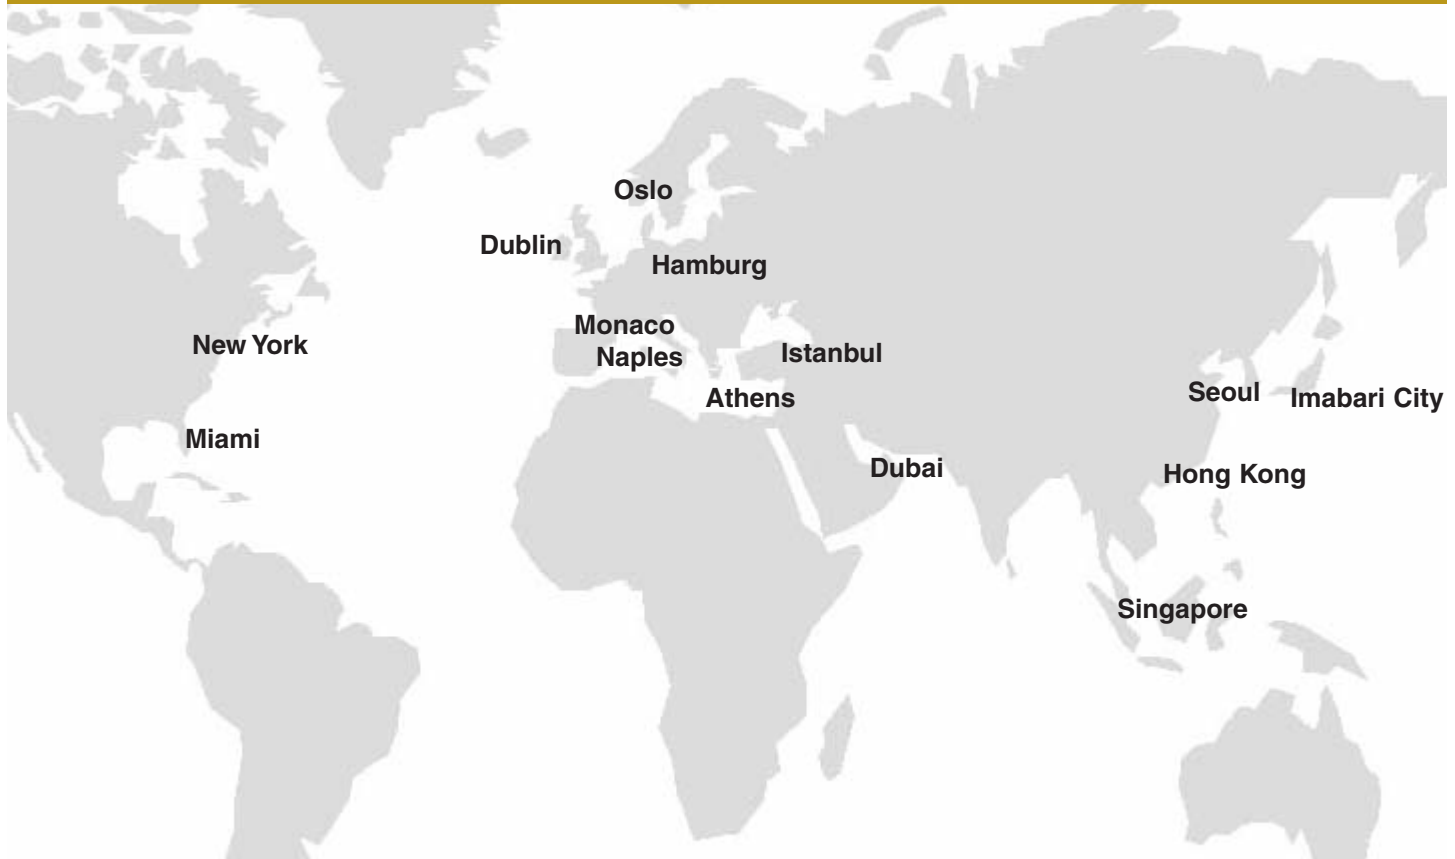 Oslo
Dublin
Hamburg
Monaco
New York
Istanbul
Naples
Seoul
Imabari City
Athens
Miami
Dubai
Hong Kong
Singapore